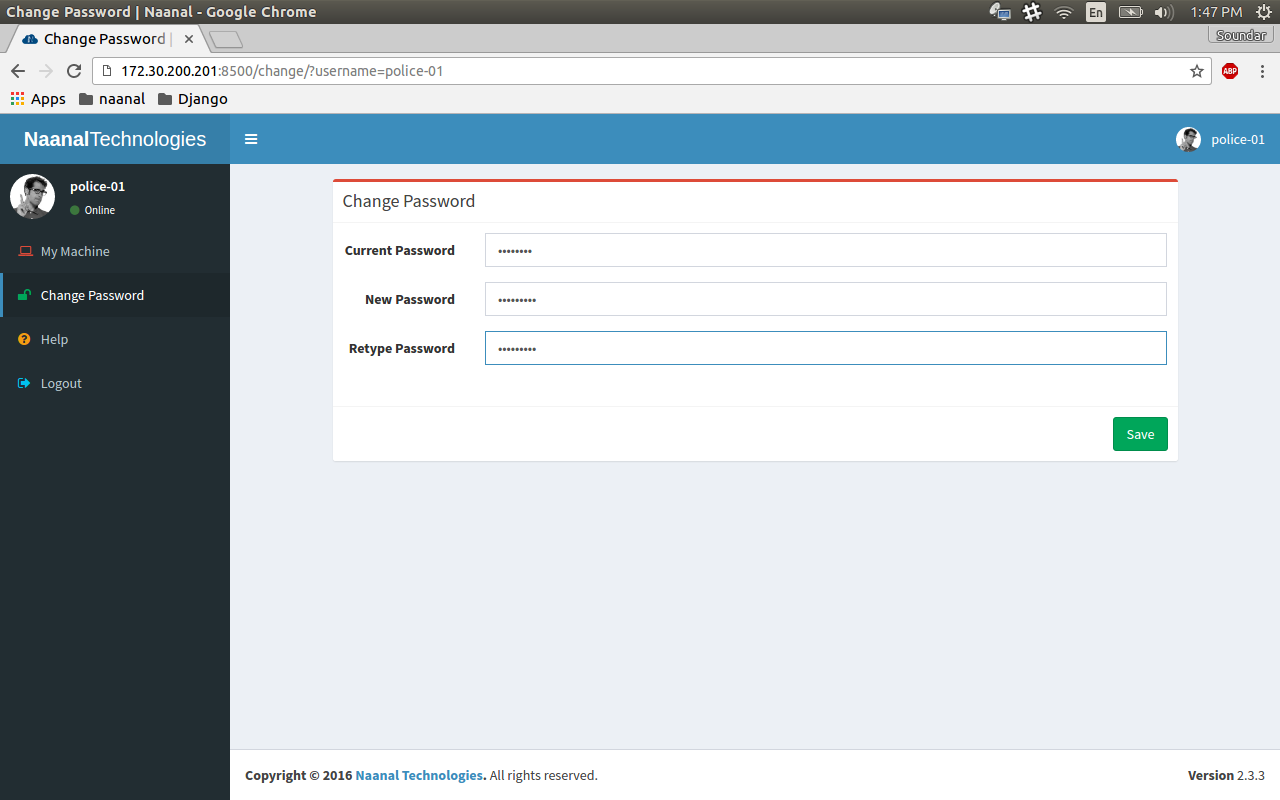 Change Password | Naanal - Google Chrome
En
1:47 PM
Change Password |
Soundar
172.30.200.201:8500/change/?username=police-01
ABP
Apps
naanal
Django
NaanalTechnologies
police-01
police-01
Online
My Machine
Change Password
Help
Logout
Change Password
Current Password
••••••••
New Password
•••••••••
Retype Password
•••••••••
Save
Copyright © 2016 Naanal Technologies. All rights reserved.
Version 2.3.3